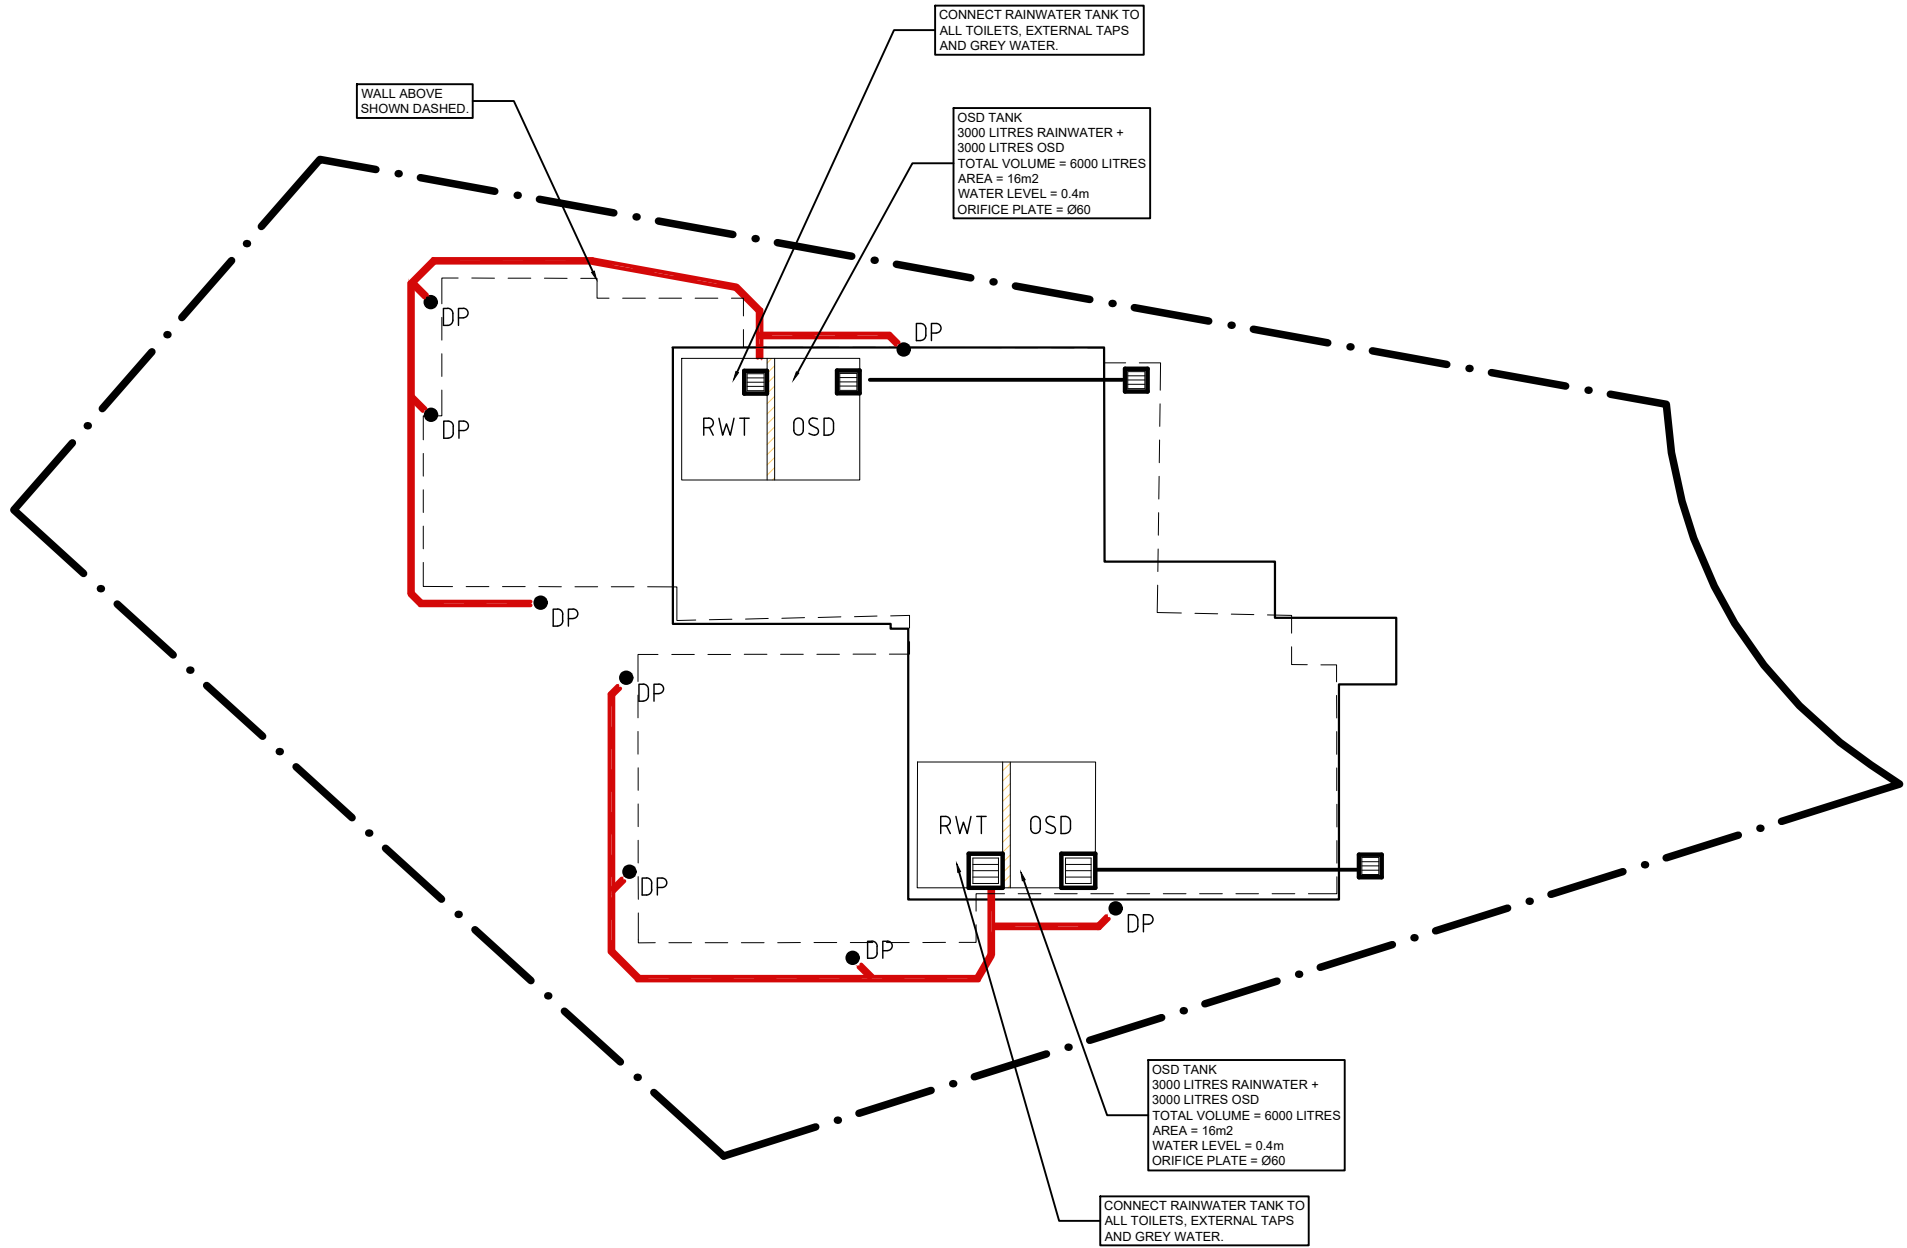 CONNECT RAINWATER TANK TO
ALL TOILETS, EXTERNAL TAPS
AND GREY WATER.
WALL ABOVE
SHOWN DASHED.
OSD TANK
3000 LITRES RAINWATER +
3000 LITRES OSD
TOTAL VOLUME = 6000 LITRES
AREA = 16m2
WATER LEVEL = 0.4m
ORIFICE PLATE = Ø60
DP
DP
DP
RWT
OSD
DP
DP
DP
RWT
OSD
DP
DP
OSD TANK
3000 LITRES RAINWATER +
3000 LITRES OSD
TOTAL VOLUME = 6000 LITRES
AREA = 16m2
WATER LEVEL = 0.4m
ORIFICE PLATE = Ø60
CONNECT RAINWATER TANK TO
ALL TOILETS, EXTERNAL TAPS
AND GREY WATER.